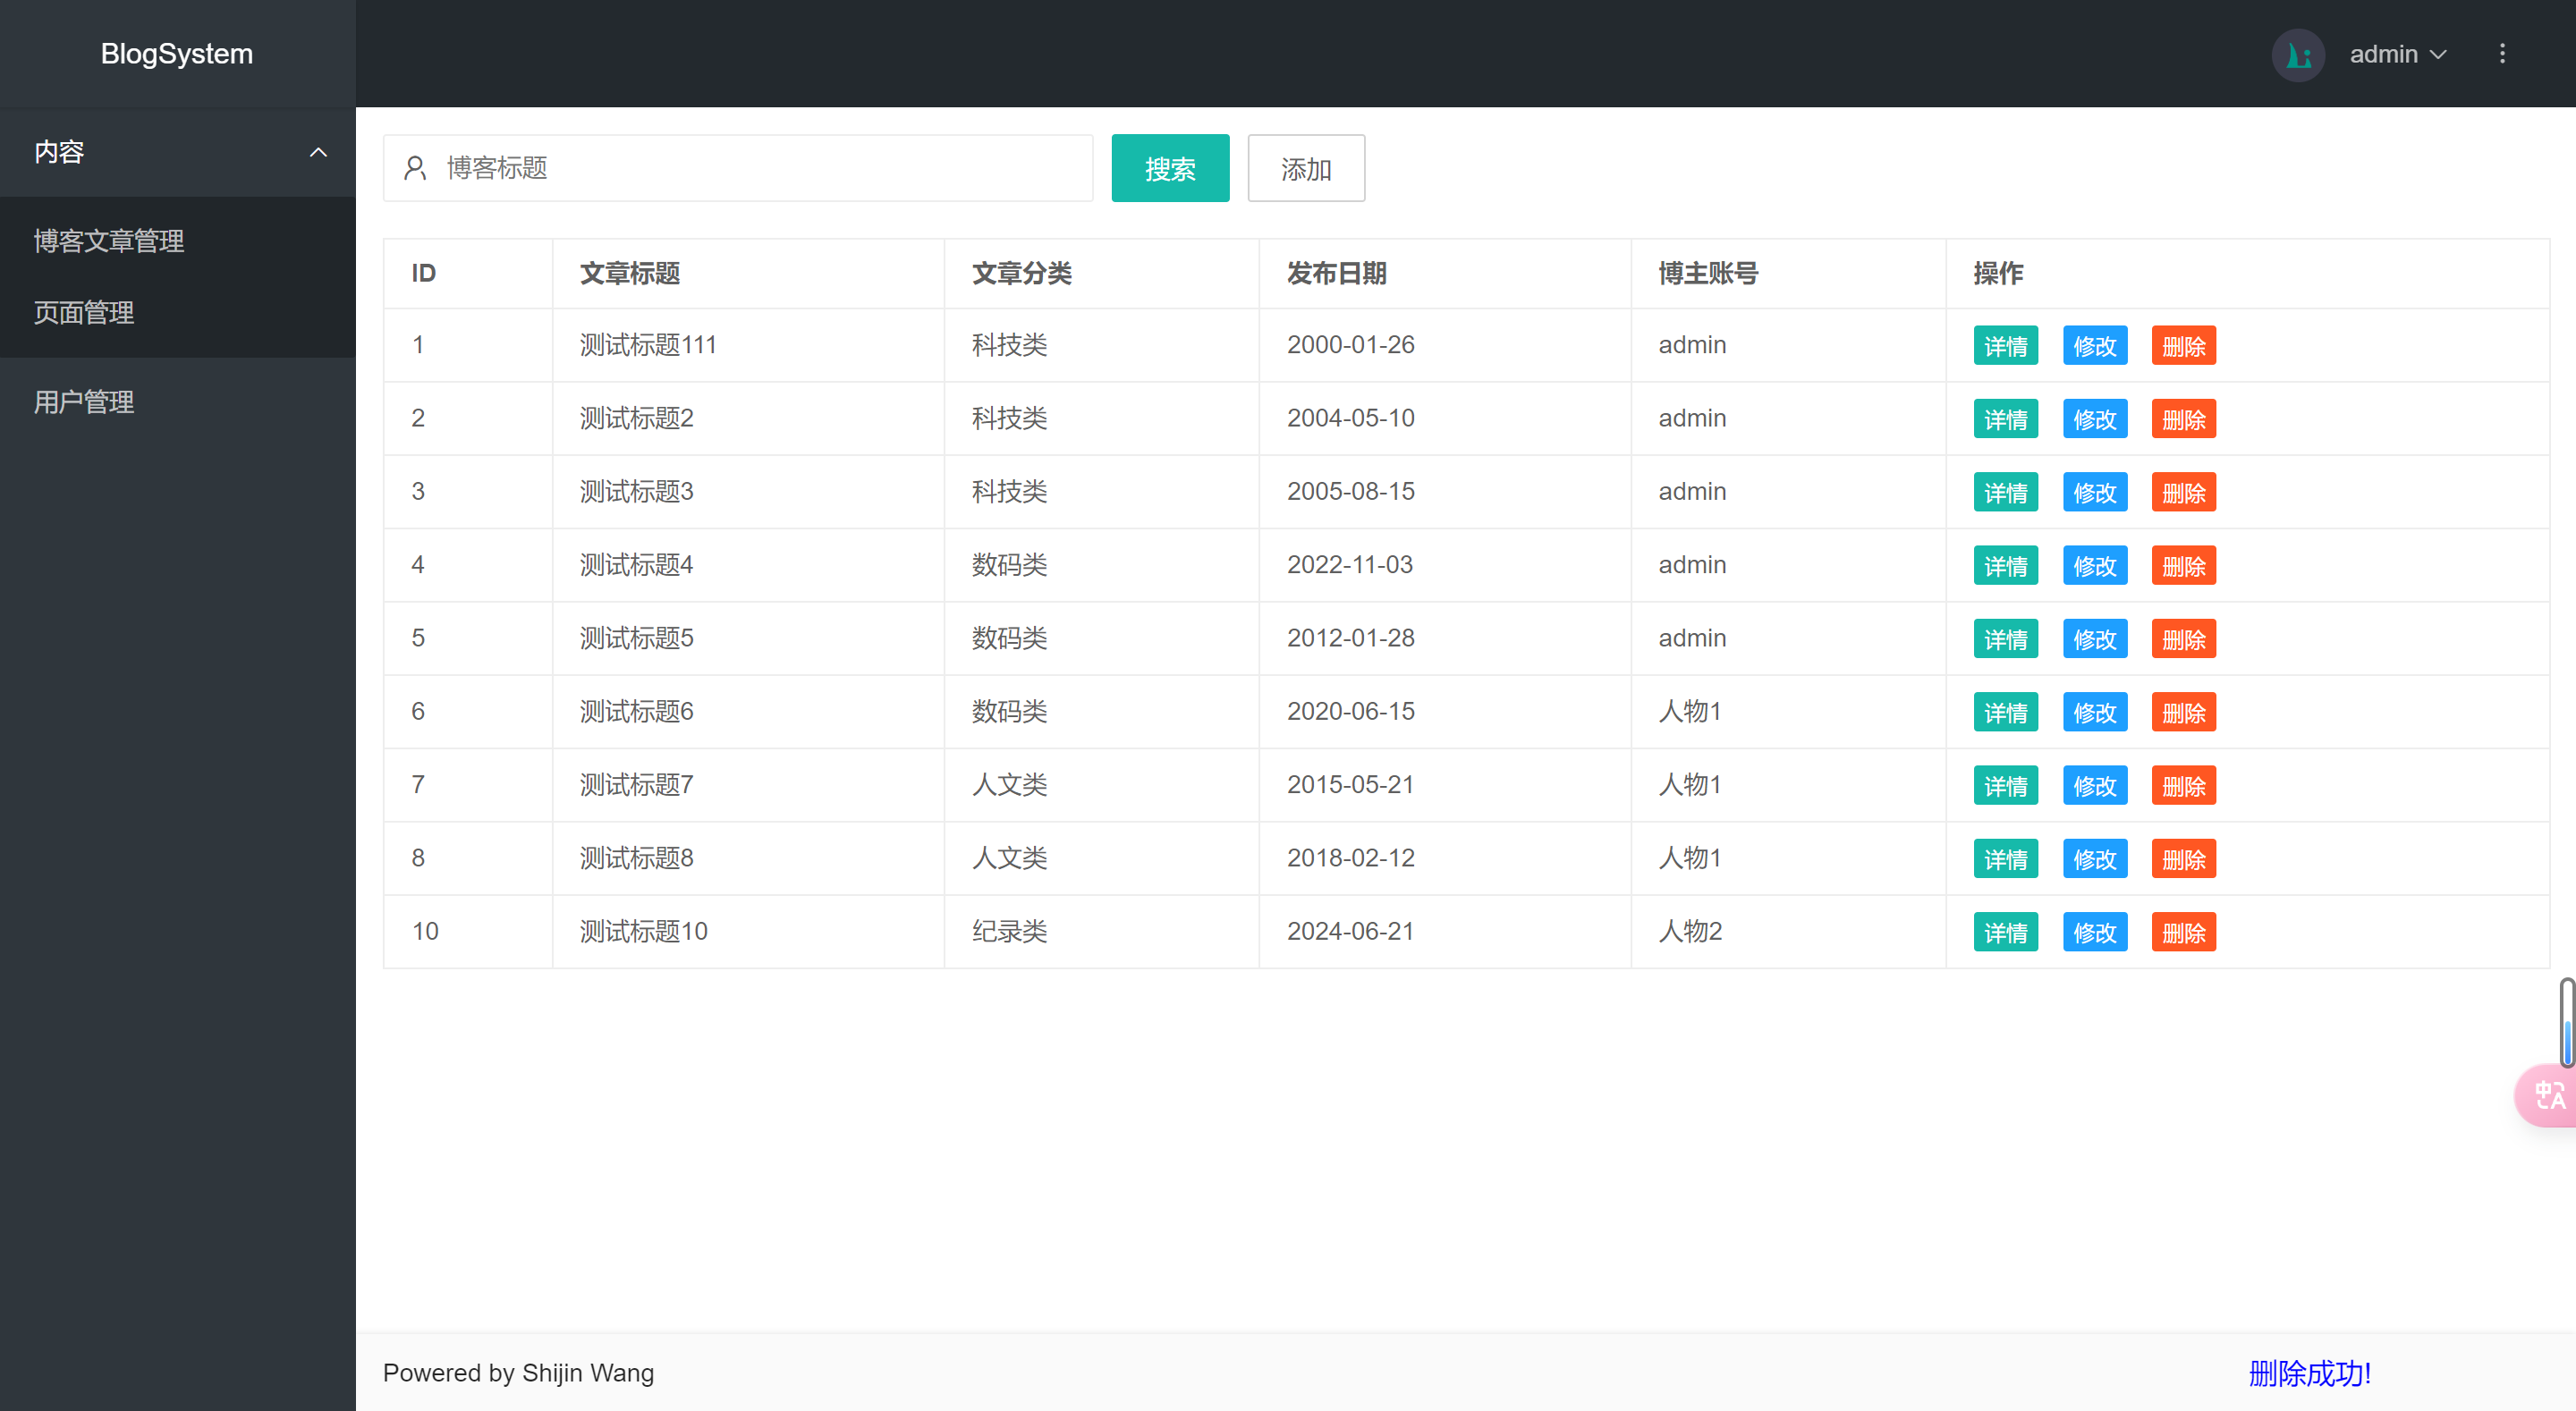 BlogSystem
admin
内容
博客文章管理
页面管理
用户管理
博客标题 搜索 添加
ID 文章标题 文章分类 发布日期 博主账号 操作
1 测试标题111 科技类 2000-01-26 admin 详情 修改 删除
2 测试标题2 科技类 2004-05-10 admin 详情 修改 删除
3 测试标题3 科技类 2005-08-15 admin 详情 修改 删除
4 测试标题4 数码类 2022-11-03 admin 详情 修改 删除
5 测试标题5 数码类 2012-01-28 admin 详情 修改 删除
6 测试标题6 数码类 2020-06-15 人物1 详情 修改 删除
7 测试标题7 人文类 2015-05-21 人物1 详情 修改 删除
8 测试标题8 人文类 2018-02-12 人物1 详情 修改 删除
10 测试标题10 纪录类 2024-06-21 人物2 详情 修改 删除
中A
Powered by Shijin Wang
删除成功!